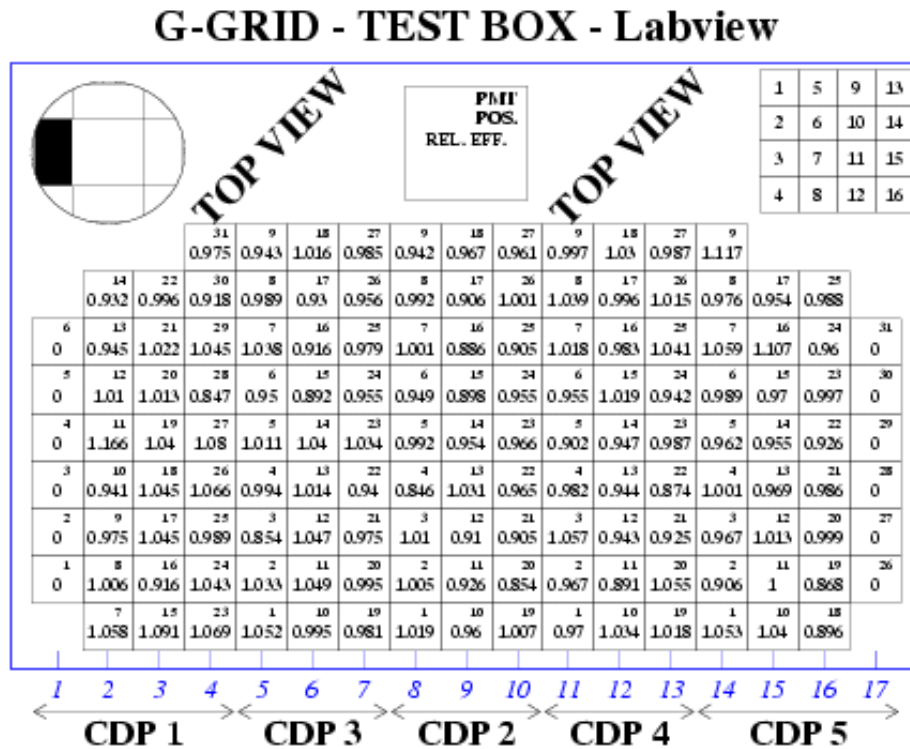 G-GRID - TEST BOX - Labview
TOP VIEW
PMT
POS.
REL. EFF.
TOP VIEW
1 5 9 13
2 6 10 14
3 7 11 15
4 8 12 16
31 9 18 27 9 18 27 9 18 27 9
0.975 0.943 1.016 0.985 0.942 0.967 0.961 0.997 1.03 0.987 1.117
14 22 30 8 17 26 8 17 26 8 17 26 8 17 25
0.932 0.996 0.918 0.989 0.93 0.956 0.992 0.906 1.001 1.039 0.996 1.015 0.976 0.954 0.988
6 13 21 29 7 16 25 7 16 25 7 16 25 7 16 24 31
0 0.945 1.022 1.045 1.038 0.916 0.979 1.001 0.886 0.905 1.018 0.983 1.041 1.059 1.107 0.96 0
5 12 20 28 6 15 24 6 15 24 6 15 24 6 15 23 30
0 1.01 1.013 0.847 0.95 0.892 0.955 0.949 0.898 0.955 0.955 1.019 0.942 0.989 0.97 0.997 0
4 11 19 27 5 14 23 5 14 23 5 14 23 5 14 22 29
0 1.166 1.04 1.08 1.011 1.04 1.034 0.992 0.954 0.966 0.902 0.947 0.987 0.962 0.955 0.926 0
3 10 18 26 4 13 22 4 13 22 4 13 22 4 13 21 28
0 0.941 1.045 1.066 0.994 1.014 0.94 0.846 1.031 0.965 0.982 0.944 0.874 1.001 0.969 0.986 0
2 9 17 25 3 12 21 3 12 21 3 12 21 3 12 20 27
0 0.975 1.045 0.989 0.854 1.047 0.975 1.01 0.91 0.905 1.057 0.943 0.925 0.967 1.013 0.999 0
1 8 16 24 2 11 20 2 11 20 2 11 20 2 11 19 26
0 1.006 0.916 1.043 1.033 1.049 0.995 1.005 0.926 0.854 0.967 0.891 1.055 0.906 1 0.868 0
7 15 23 1 10 19 1 10 19 1 10 19 1 10 18
1.058 1.091 1.069 1.052 0.995 0.981 1.019 0.96 1.007 0.97 1.034 1.018 1.053 1.04 0.896
1 2 3 4 5 6 7 8 9 10 11 12 13 14 15 16 17
CDP 1 CDP 3 CDP 2 CDP 4 CDP 5